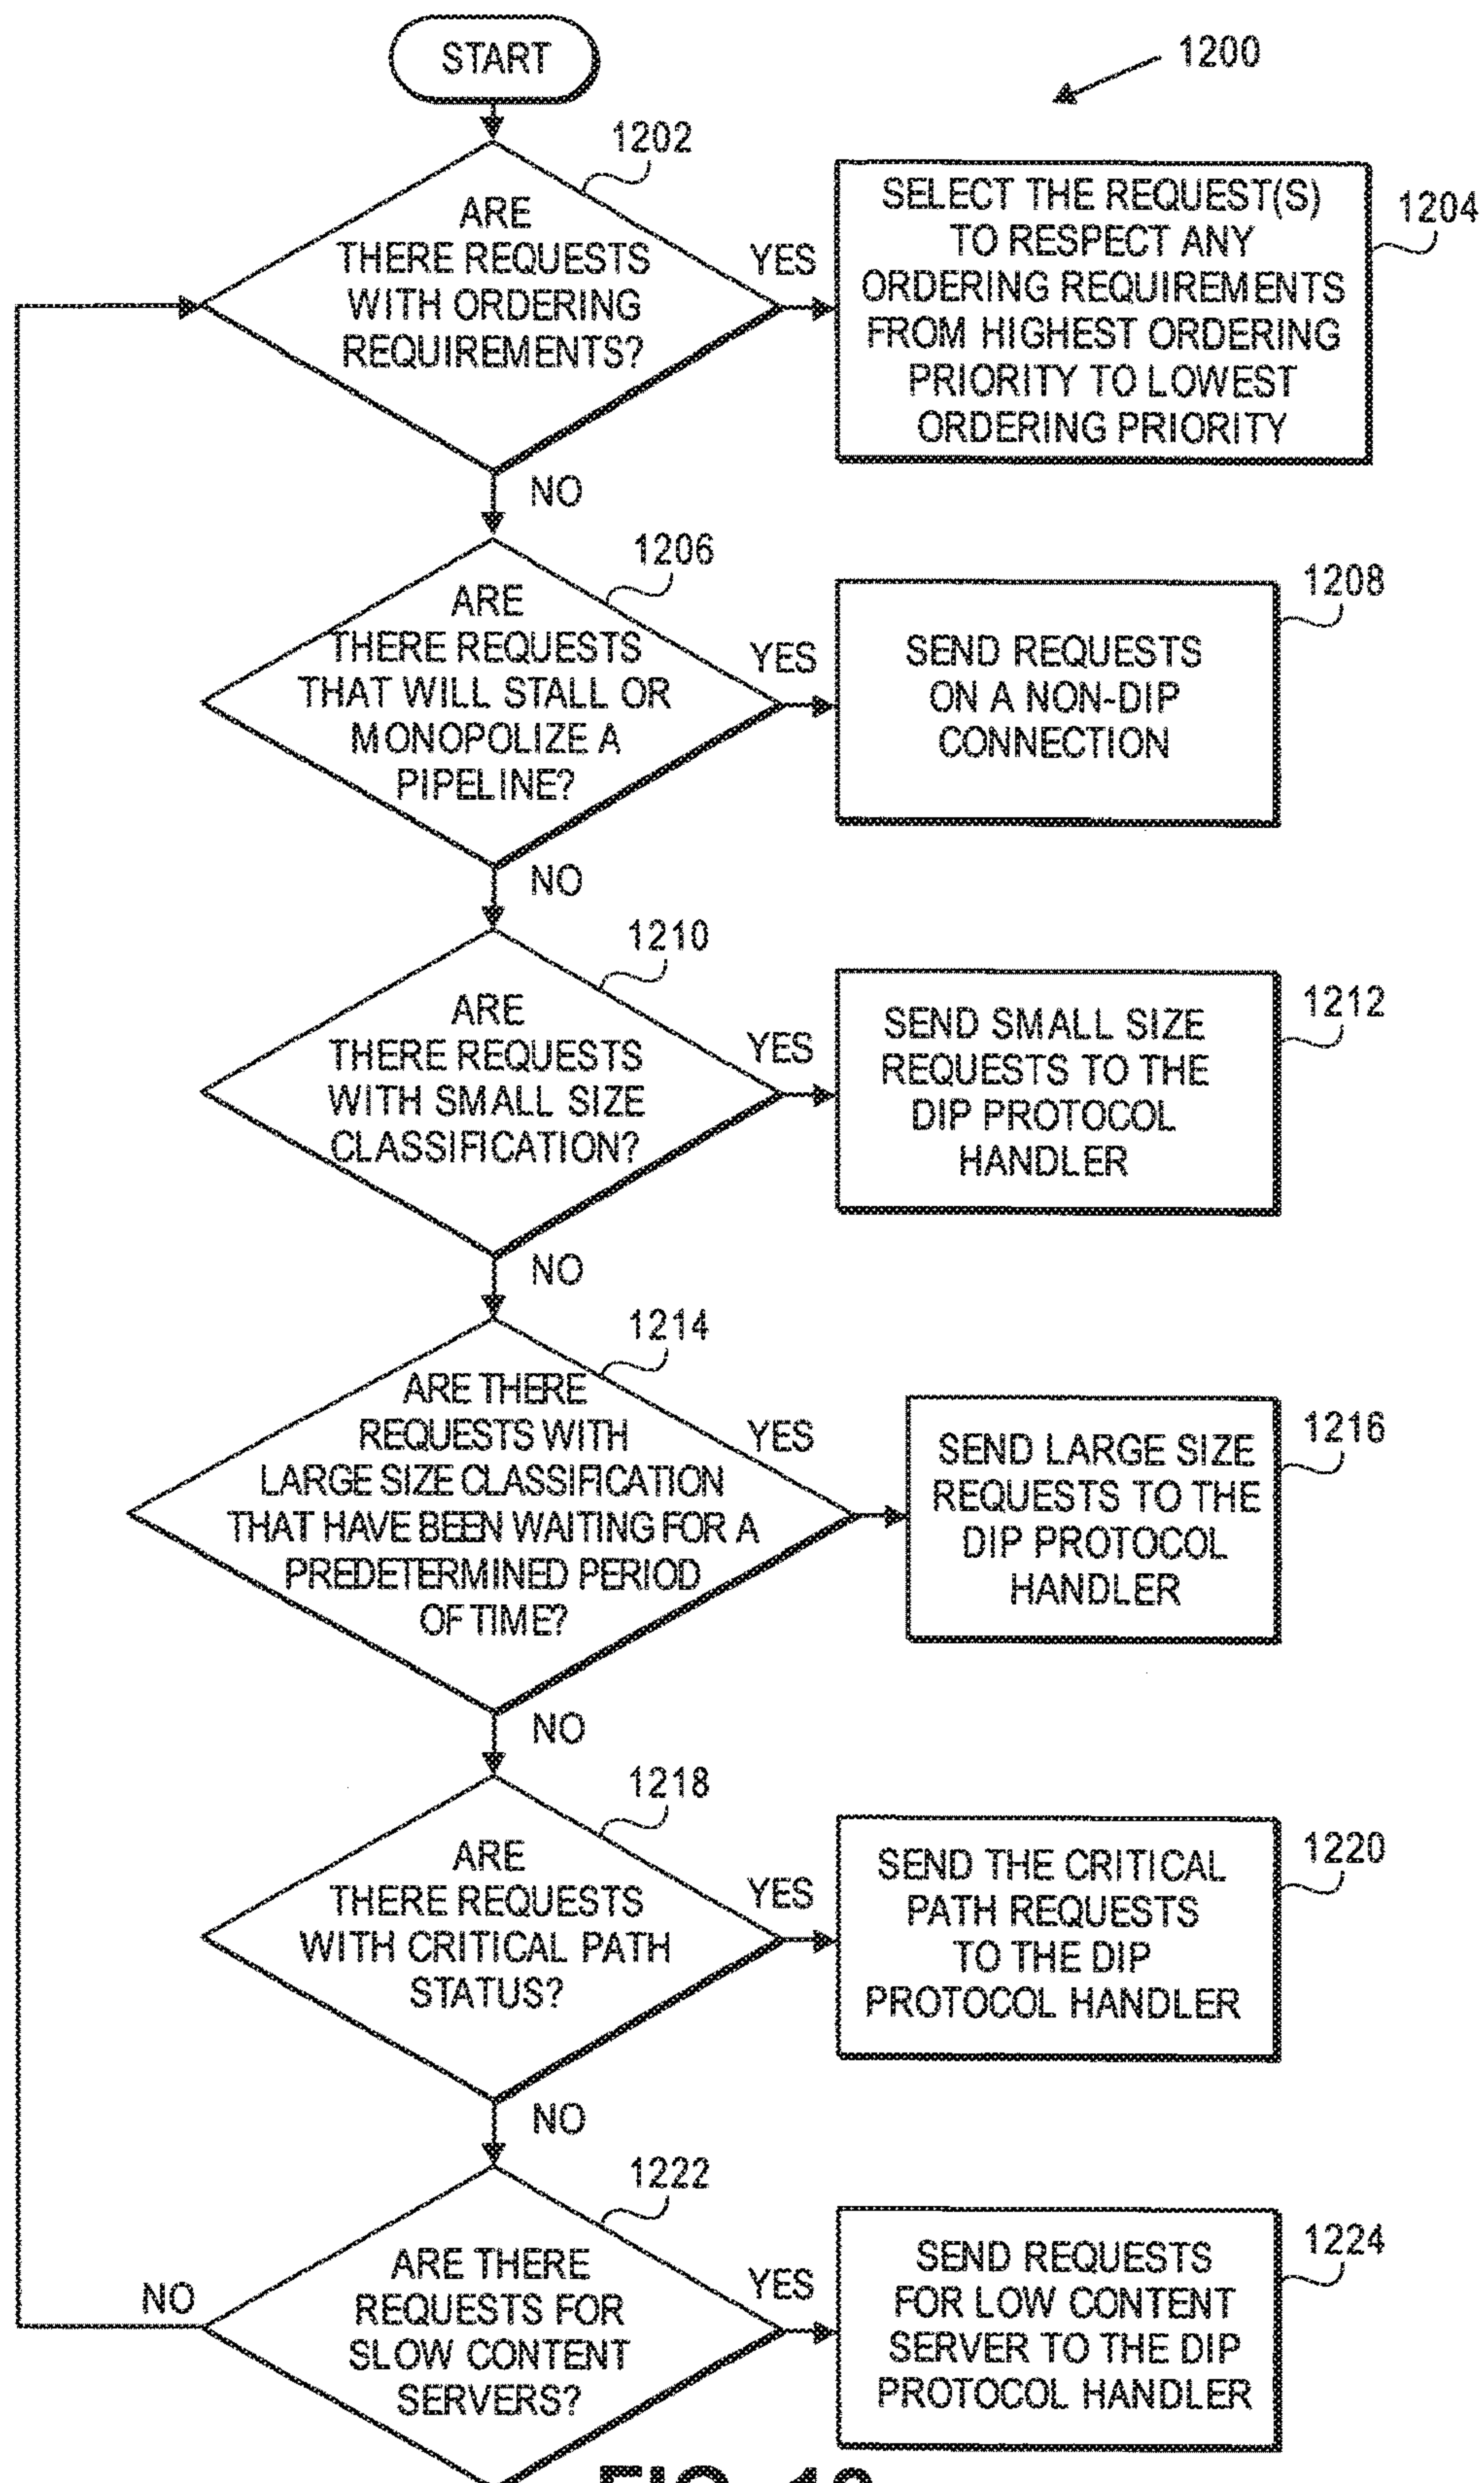 START
1200
1202
ARE
THERE REQUESTS
WITH ORDERING
REQUIREMENTS?
YES
SELECT THE REQUEST(S)
TO RESPECT ANY
ORDERING REQUIREMENTS
FROM HIGHEST ORDERING
PRIORITY TO LOWEST
ORDERING PRIORITY
1204
NO
1206
ARE
THERE REQUESTS
THAT WILL STALL OR
MONOPOLIZE A
PIPELINE?
YES
SEND REQUESTS
ON A NON-DIP
CONNECTION
1208
NO
1210
ARE
THERE REQUESTS
WITH SMALL SIZE
CLASSIFICATION?
YES
SEND SMALL SIZE
REQUESTS TO THE
DIP PROTOCOL
HANDLER
1212
NO
1214
ARE THERE
REQUESTS WITH
LARGE SIZE CLASSIFICATION
THAT HAVE BEEN WAITING FOR A
PREDETERMINED PERIOD
OF TIME?
YES
SEND LARGE SIZE
REQUESTS TO THE
DIP PROTOCOL
HANDLER
1216
NO
1218
ARE
THERE REQUESTS
WITH CRITICAL PATH
STATUS?
YES
SEND THE CRITICAL
PATH REQUESTS
TO THE DIP
PROTOCOL HANDLER
1220
NO
1222
ARE THERE
REQUESTS FOR
SLOW CONTENT
SERVERS?
NO
YES
SEND REQUESTS
FOR LOW CONTENT
SERVER TO THE DIP
PROTOCOL HANDLER
1224